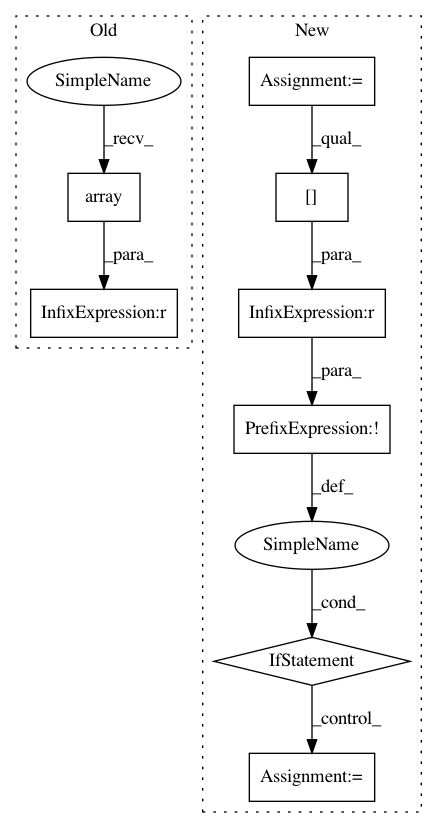 Old
SimpleName
_recv_
array
_para_
InfixExpression:r
New
Assignment:=
_qual_
[]
_para_
InfixExpression:r
_para_
PrefixExpression:!
_def_
SimpleName
_cond_
IfStatement
_control_
Assignment:=